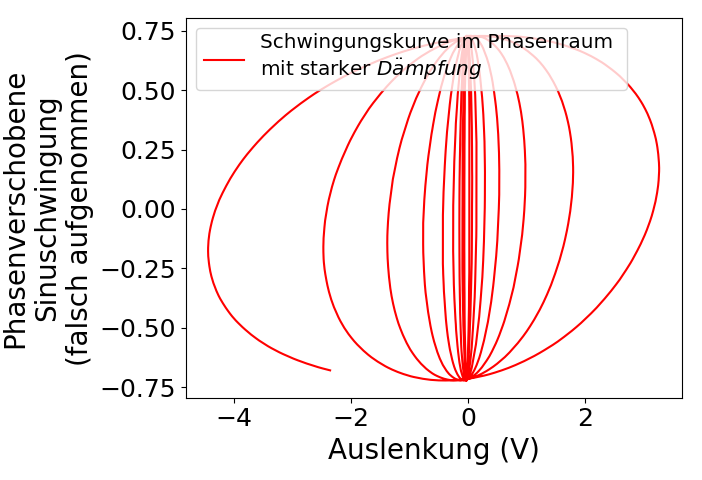 Schwingungskurve im Phasenraum
mit starker Dämpfung
0.75
0.50
0.25
0.00
−0.25
−0.50
−0.75
Phasenverschobene
Sinuschwingung
(falsch aufgenommen)
−4
−2
0
2
Auslenkung (V)